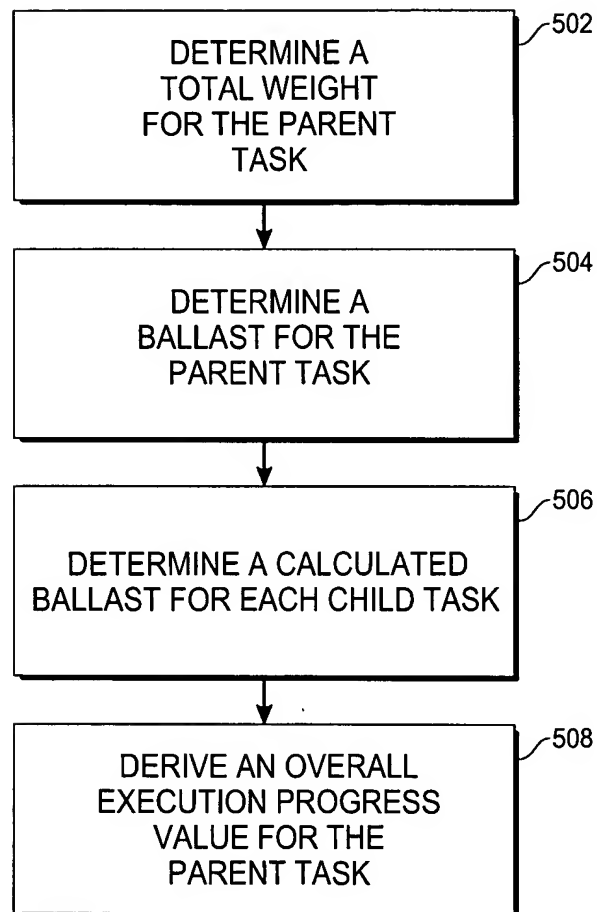 502
DETERMINE A
TOTAL WEIGHT
FOR THE PARENT
TASK
504
DETERMINE A
BALLAST FOR THE
PARENT TASK
506
DETERMINE A CALCULATED
BALLAST FOR EACH CHILD TASK
508
DERIVE AN OVERALL
EXECUTION PROGRESS
VALUE FOR THE
PARENT TASK